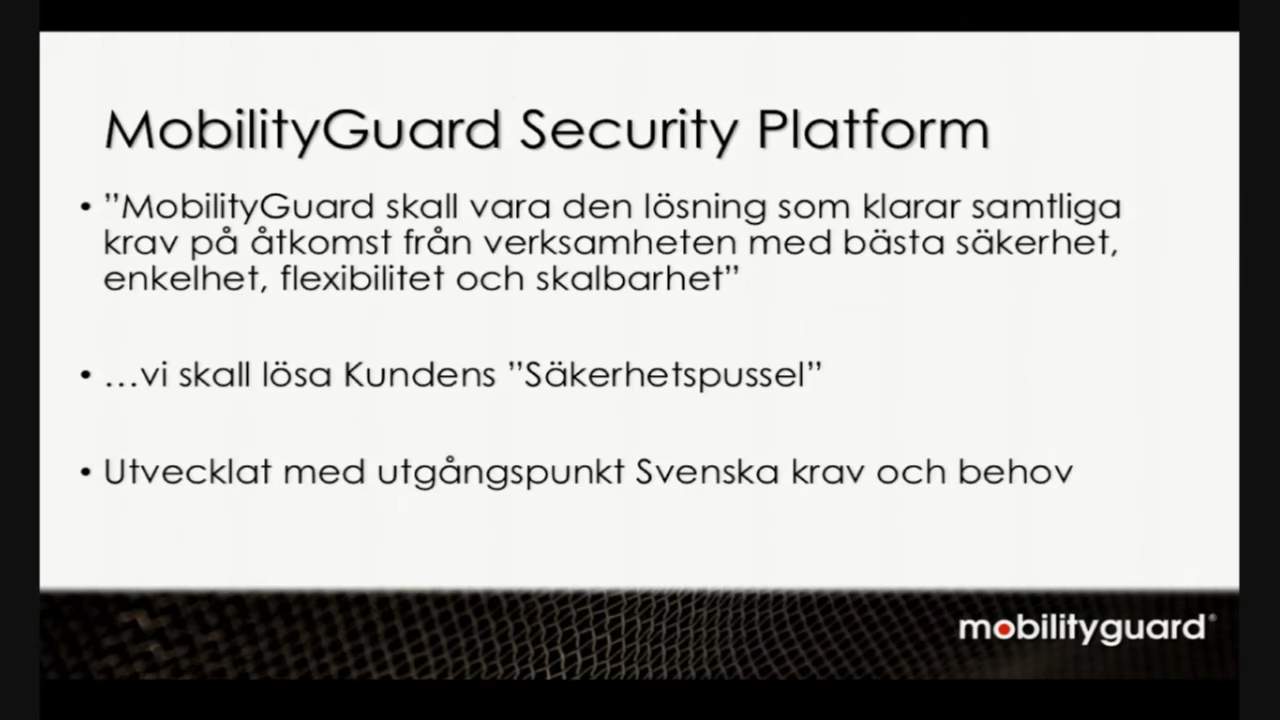 MobilityGuard Security Platform
• ”MobilityGuard skall vara den lösning som klarar samtliga
krav på åtkomst från verksamheten med bästa säkerhet,
enkelhet, flexibilitet och skalbarhet”
• …vi skall lösa Kundens ”Säkerhetspussel”
• Utvecklat med utgångspunkt Svenska krav och behov
mobilityguard®